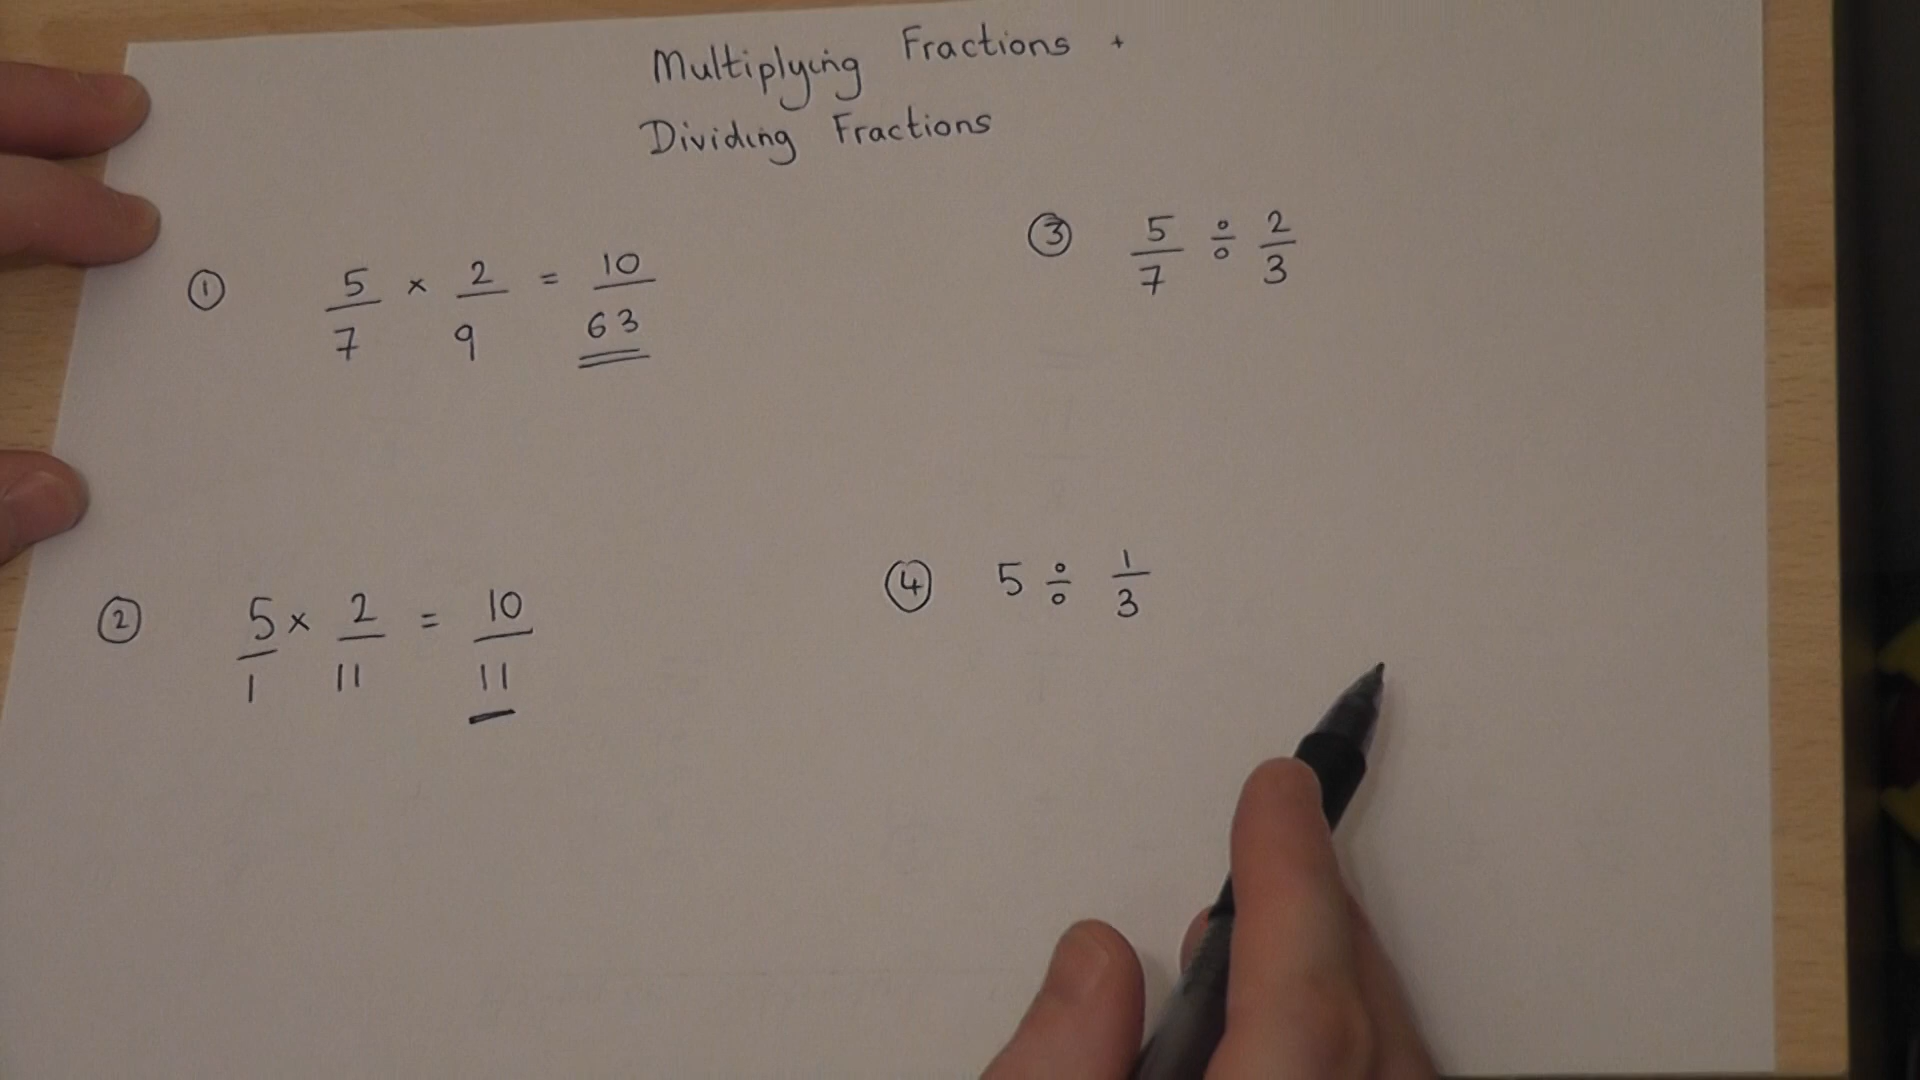 Multiplying Fractions +
Dividing Fractions
① 5/7 × 2/9 = 10/63
② 5/1 × 2/11 = 10/11
③ 5/7 ÷ 2/3
④ 5 ÷ 1/3